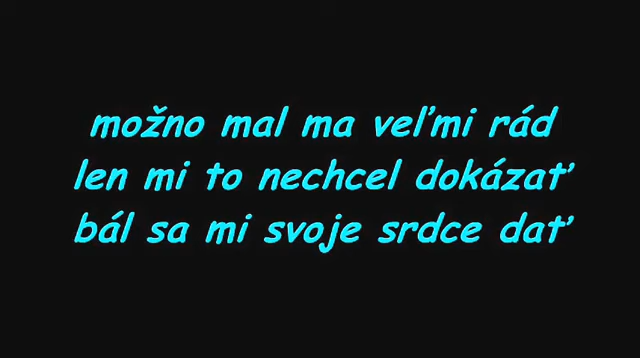 možno mal ma veľmi rád
len mi to nechcel dokázať
bál sa mi svoje srdce dať